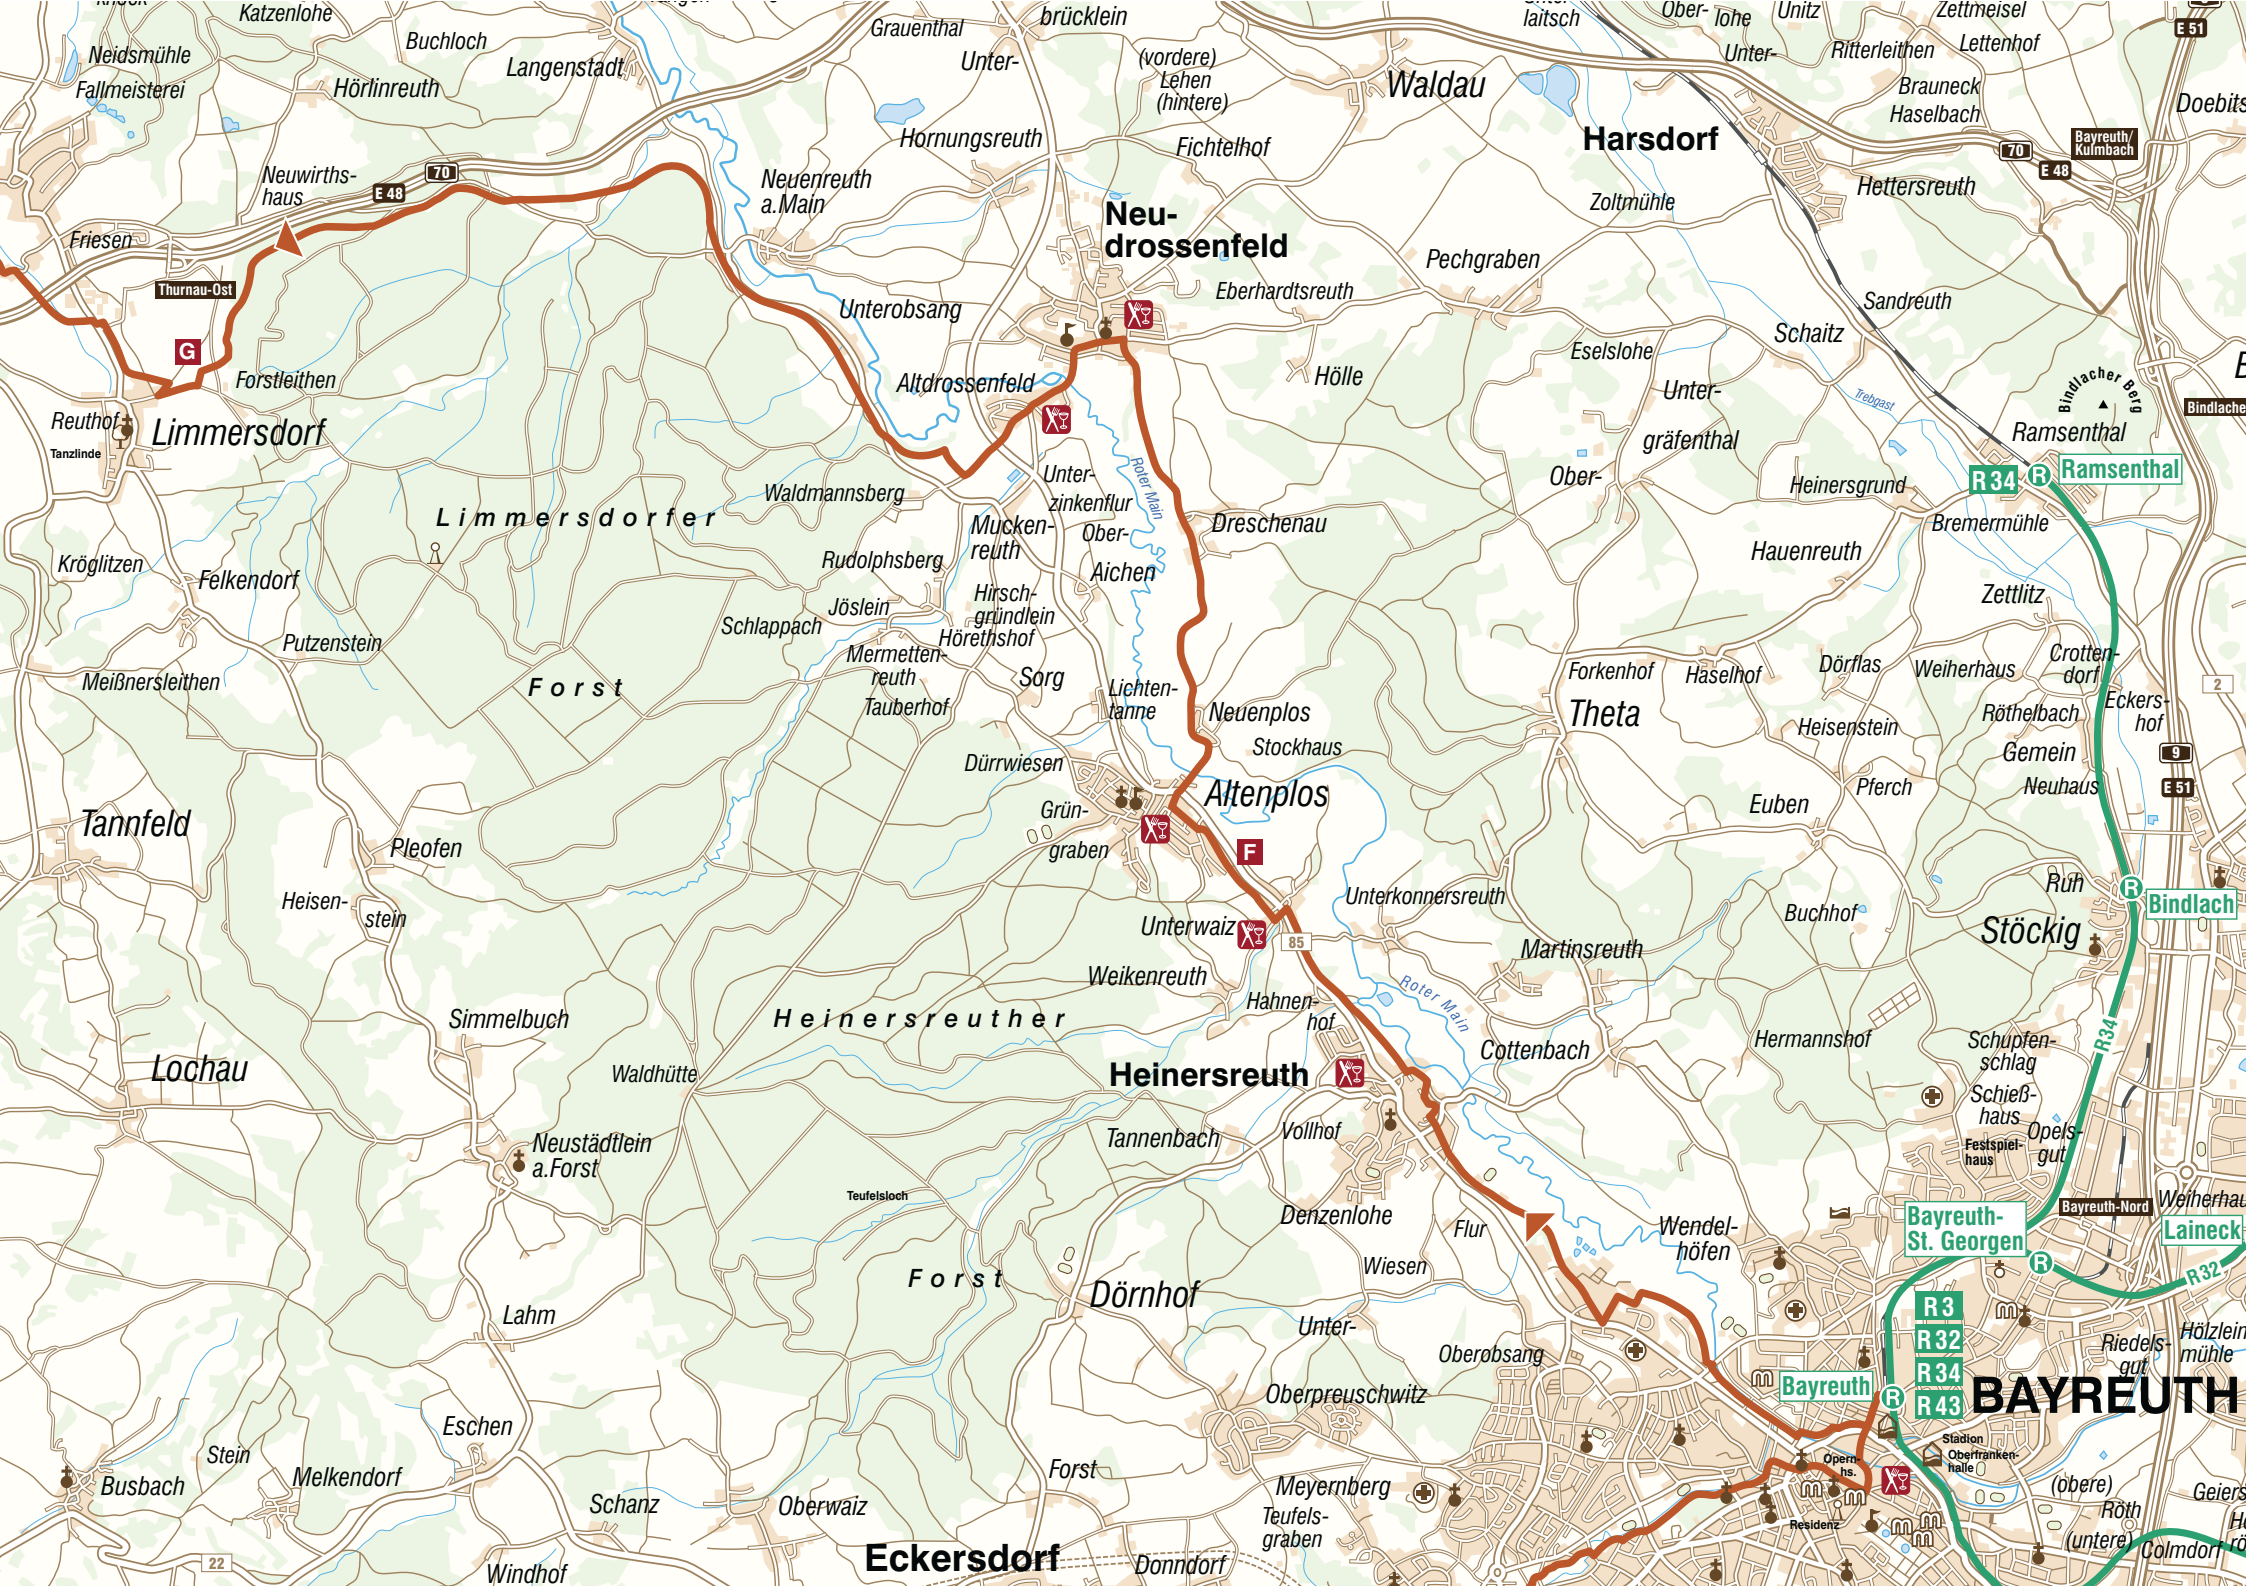 Katzenlohe
Buchloch
Neidsmühle
Fallmeisterei
Hörlinreuth
Langenstadt
Grauenthal
brücklein
Unter-
(vordere)
Lehen
(hintere)
Waldau
laitsch
Ober-
lohe
Unitz
Zettmeisel
Unter-
Ritterleithen
Lettenhof
E 51
Brauneck
Haselbach
Harsdorf
Bayreuth/
Kulmbach
70
E 48
Hettersreuth
Zoltmühle
Hornungsreuth
Fichtelhof
Neuwirths-
haus
E 48
70
Neuenreuth
a.Main
Neu-
drossenfeld
Friesen
Thurnau-Ost
Pechgraben
Eberhardtsreuth
Sandreuth
Schaitz
Unterobsang
G
Forstleithen
Altdrossenfeld
Hölle
Eselslohe
Unter-
gräfenthal
Ober-
Trebgast
Bindlacher Berg
Ramsenthal
R 34
R
Ramsenthal
Reuthof
Tanzlinde
Limmersdorf
Limmersdorfer
Forst
Waldmannsberg
Unter-
zinkenflur
Ober-
Roter Main
Mucken-
reuth
Dreschenau
Heinersgrund
Bremermühle
Hauenreuth
Kröglitzen
Felkendorf
Rudolphsberg
Aichen
Hirsch-
gründlein
Jöslein
Schlappach
Hörethshof
Zettlitz
Putzenstein
Meißnersleithen
Mermetten-
reuth
Tauberhof
Sorg
Lichten-
tanne
Neuenplos
Stockhaus
Forkenhof
Haselhof
Dörflas
Weiherhaus
Crotten-
dorf
Eckers-
hof
2
Theta
Heisenstein
Röthelbach
Gemein
9
Neuhaus
E 51
Dürrwiesen
Altenplos
Euben
Pferch
Tannfeld
Grün-
graben
F
Pleofen
Heisen-
stein
Unterkonnersreuth
Ruh
R
Bindlach
Buchhof
Stöckig
Unterwaiz
85
Martinsreuth
Weikenreuth
Hahnen-
hof
Roter Main
Simmelbuch
Heinersreuther
Forst
Cottenbach
Hermannshof
Schupfen-
schlag
R34
Lochau
Waldhütte
Heinersreuth
Schieß-
haus
Festspiel-
haus
Opels-
gut
Neustädtlein
a.Forst
Tannenbach
Vollhof
Teufelsloch
Denzenlohe
Flur
Wendel-
höfen
Bayreuth-
St. Georgen
Bayreuth-Nord
Laineck
R
R 32
Wiesen
Dörnhof
Lahm
Unter-
Oberobsang
R 3
R 32
R 34
R 43
Riedels-
gut
Hölzlein
mühle
Oberpreuschwitz
Bayreuth
R
BAYREUTH
Eschen
Stein
Busbach
Melkendorf
Stadion
Oberfranken-
halle
Opern-
hs.
Forst
Meyernberg
Teufels-
graben
Schanz
Oberwaiz
(obere)
Röth
(untere)
Residenz
22
Windhof
Eckersdorf
Donndorf
Colmdorf